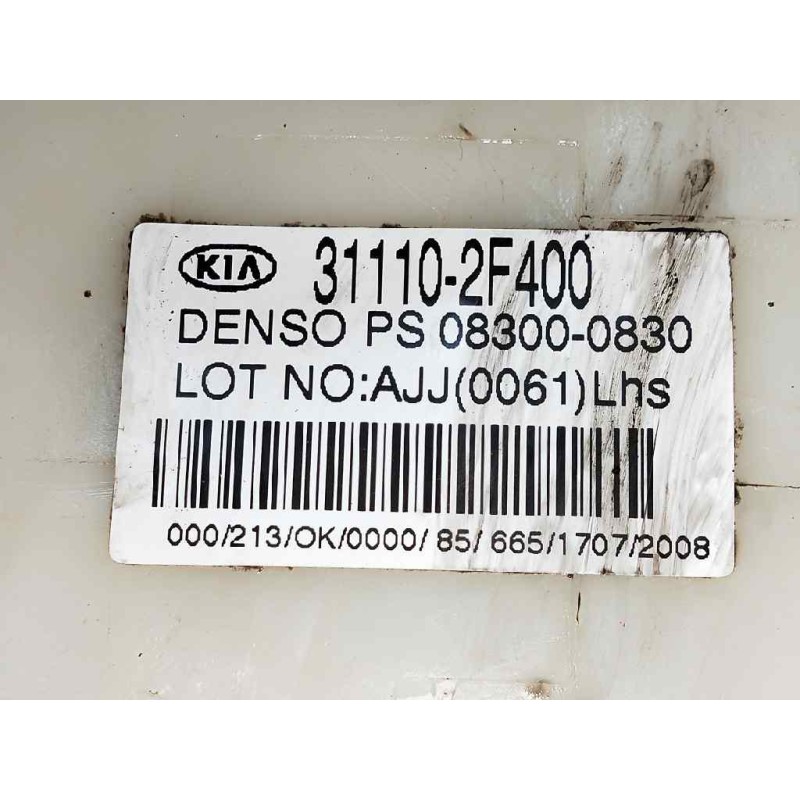 KIA 31110-2F400
DENSO PS 08300-0830
LOT NO:AJJ(0061)Lhs
000/213/OK/0000/ 85/ 665/1707/2008